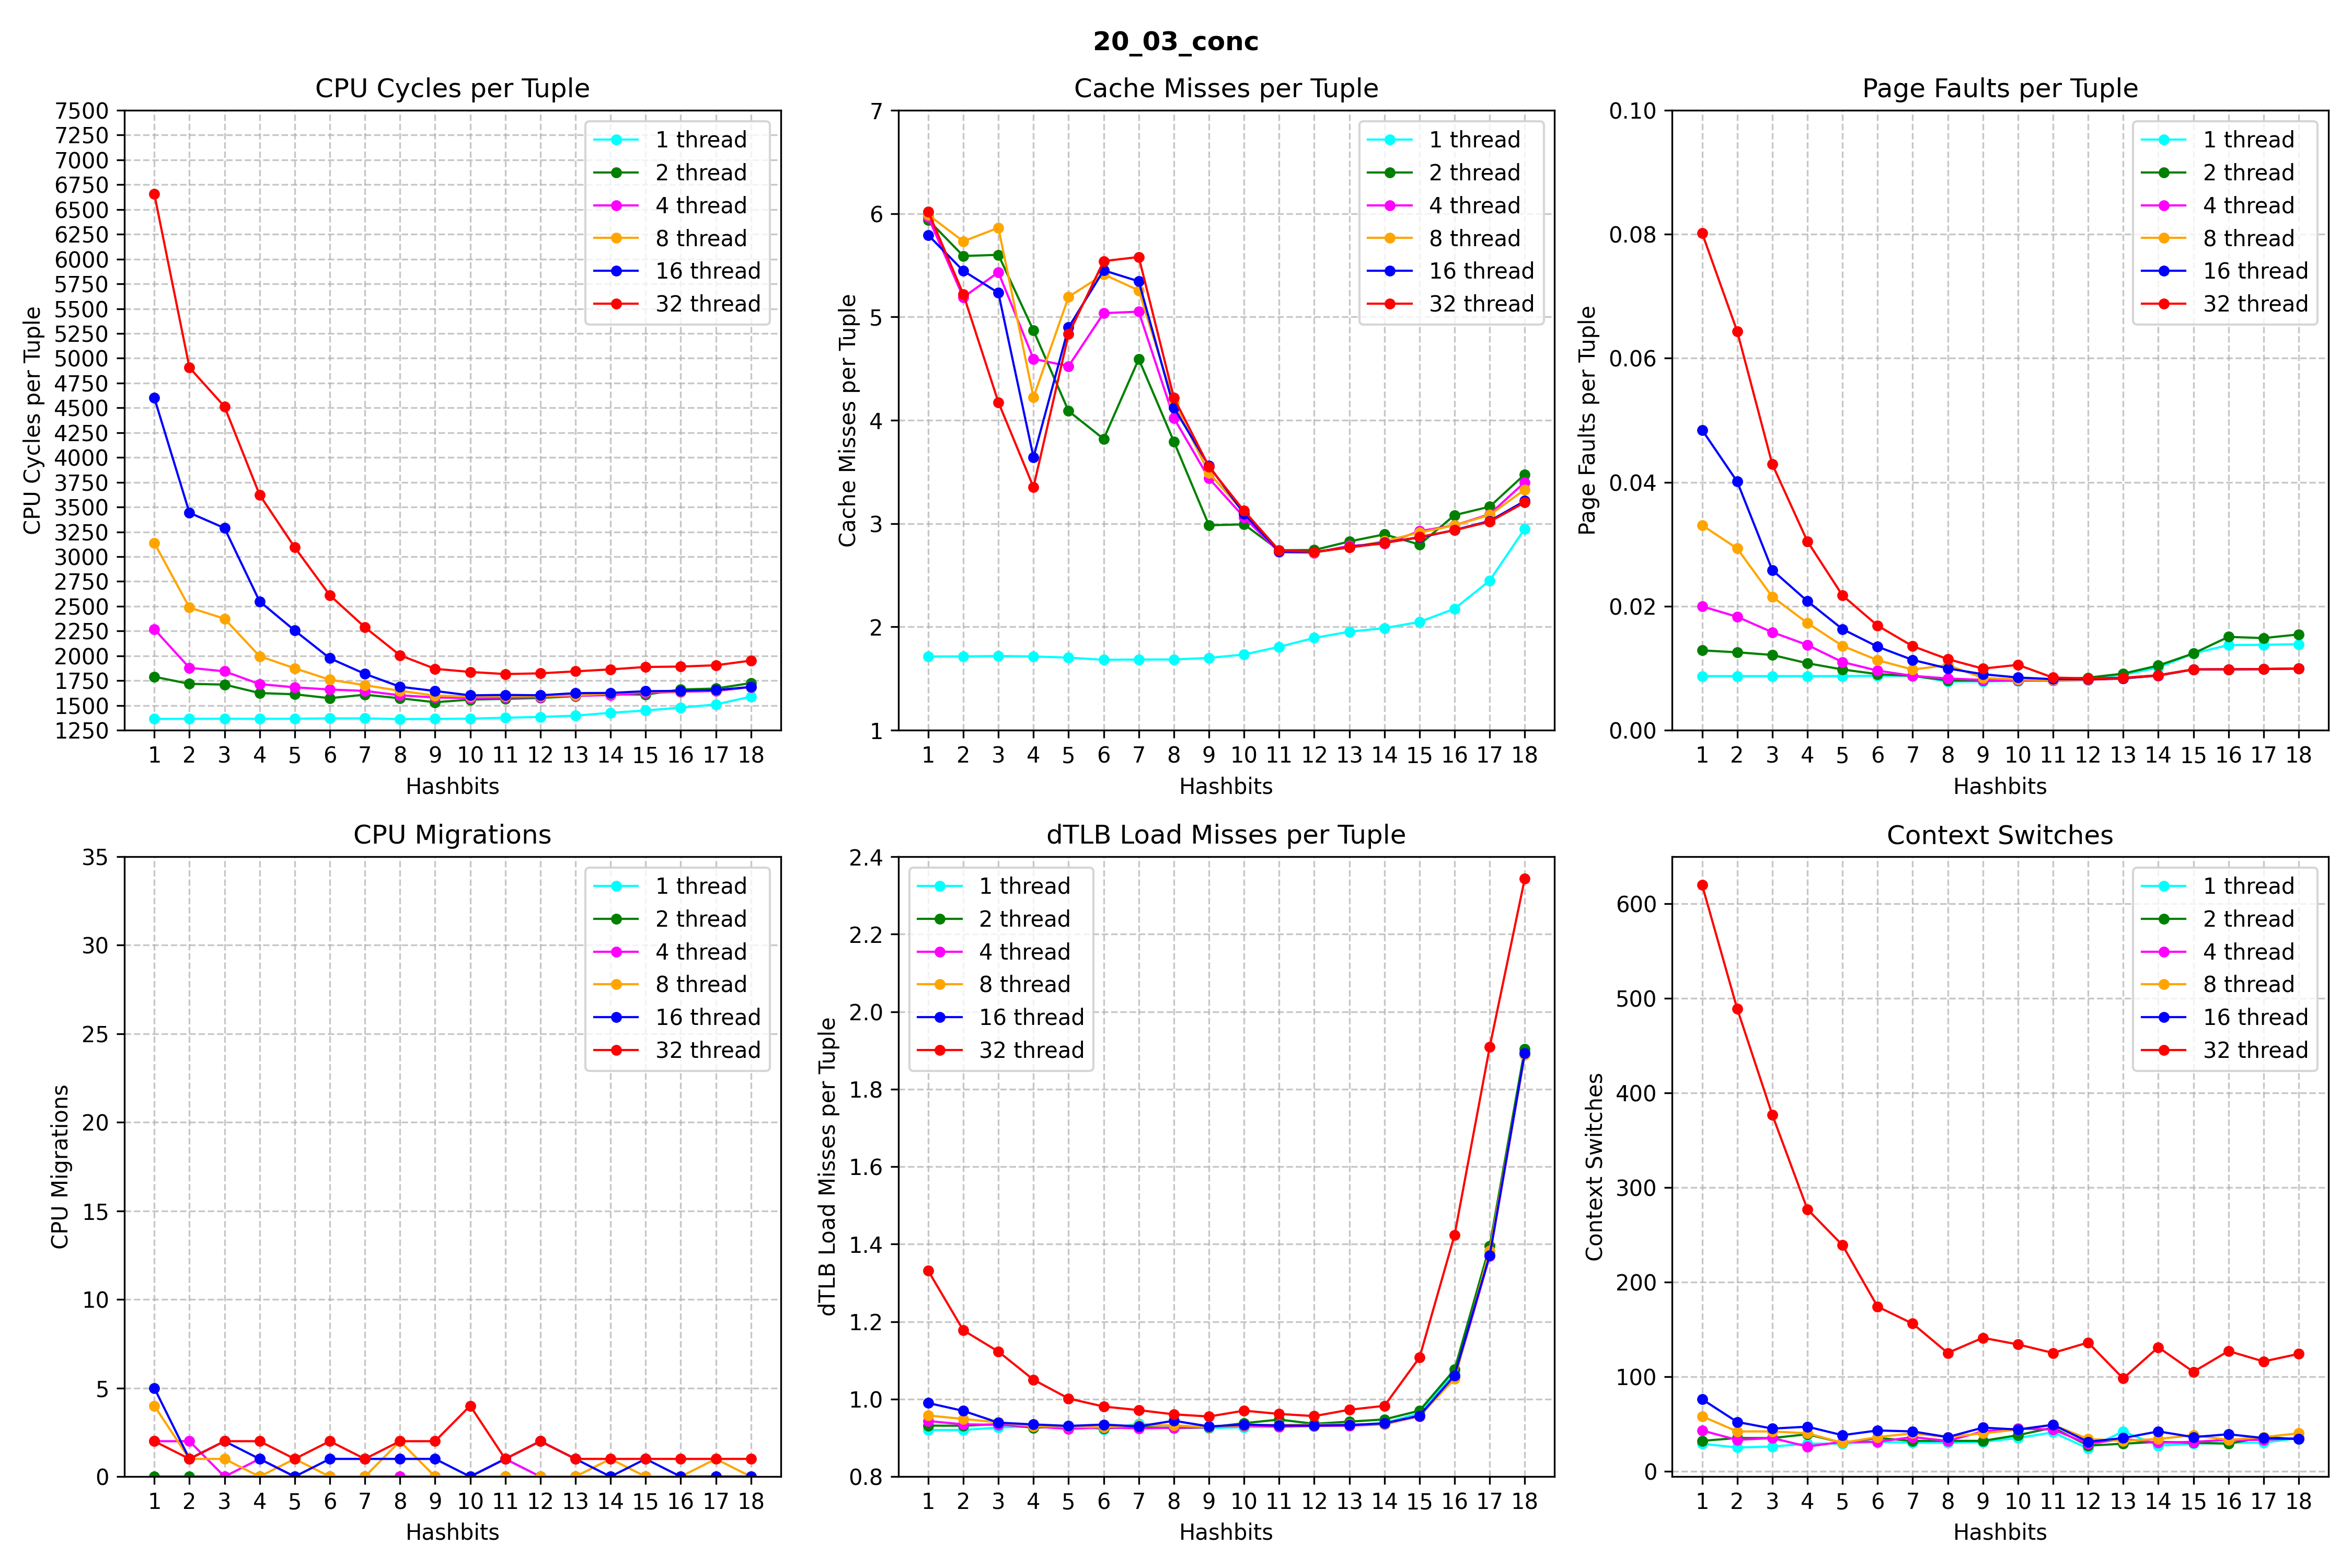 20_03_conc
CPU Cycles per Tuple
CPU Cycles per Tuple
7500
7250
7000
6750
6500
6250
6000
5750
5500
5250
5000
4750
4500
4250
4000
3750
3500
3250
3000
2750
2500
2250
2000
1750
1500
1250
1 thread
2 thread
4 thread
8 thread
16 thread
32 thread
1 2 3 4 5 6 7 8 9 10 11 12 13 14 15 16 17 18
Hashbits
Cache Misses per Tuple
Cache Misses per Tuple
7
6
5
4
3
2
1
1 thread
2 thread
4 thread
8 thread
16 thread
32 thread
1 2 3 4 5 6 7 8 9 10 11 12 13 14 15 16 17 18
Hashbits
Page Faults per Tuple
Page Faults per Tuple
0.10
0.08
0.06
0.04
0.02
0.00
1 thread
2 thread
4 thread
8 thread
16 thread
32 thread
1 2 3 4 5 6 7 8 9 10 11 12 13 14 15 16 17 18
Hashbits
CPU Migrations
CPU Migrations
35
30
25
20
15
10
5
0
1 thread
2 thread
4 thread
8 thread
16 thread
32 thread
1 2 3 4 5 6 7 8 9 10 11 12 13 14 15 16 17 18
Hashbits
dTLB Load Misses per Tuple
dTLB Load Misses per Tuple
2.4
2.2
2.0
1.8
1.6
1.4
1.2
1.0
0.8
1 thread
2 thread
4 thread
8 thread
16 thread
32 thread
1 2 3 4 5 6 7 8 9 10 11 12 13 14 15 16 17 18
Hashbits
Context Switches
Context Switches
600
500
400
300
200
100
0
1 thread
2 thread
4 thread
8 thread
16 thread
32 thread
1 2 3 4 5 6 7 8 9 10 11 12 13 14 15 16 17 18
Hashbits